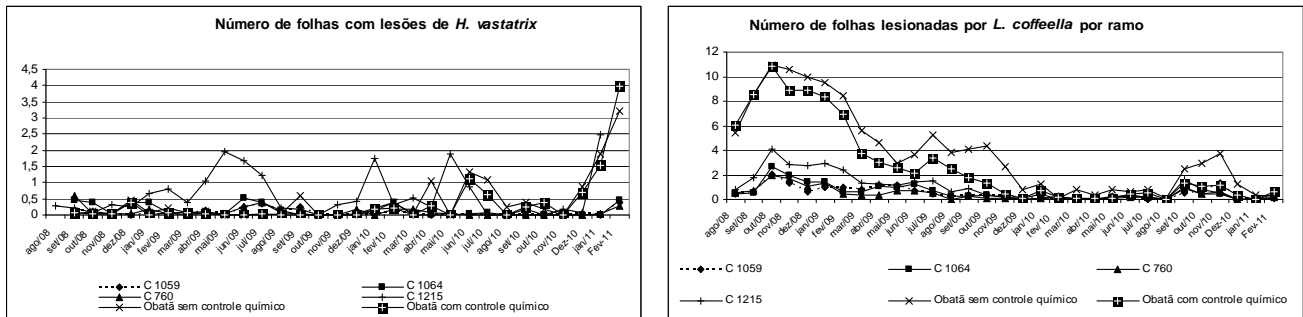 Número de folhas com lesões de H. vastatrix
4,5
4
3,5
3
2,5
2
1,5
1
0,5
0
ago/08
set/08
out/08
nov/08
dez/08
jan/09
fev/09
mar/09
abr/09
mai/09
jun/09
jul/09
ago/09
set/09
out/09
nov/09
dez/09
jan/10
fev/10
mar/10
abr/10
mai/10
jun/10
jul/10
ago/10
set/10
out/10
nov/10
Dez-10
jan/11
Fev-11
C 1059
C 1064
C 760
C 1215
Obatã sem controle químico
Obatã com controle químico
Número de folhas lesionadas por L. coffeella por ramo
12
10
8
6
4
2
0
ago/08
set/08
out/08
nov/08
dez/08
jan/09
fev/09
mar/09
abr/09
mai/09
jun/09
jul/09
ago/09
set/09
out/09
nov/09
dez/09
jan/10
fev/10
mar/10
abr/10
mai/10
jun/10
jul/10
ago/10
set/10
out/10
nov/10
Dez-10
jan/11
Fev-11
C 1059
C 1064
C 760
C 1215
Obatã sem controle químico
Obatã com controle químico